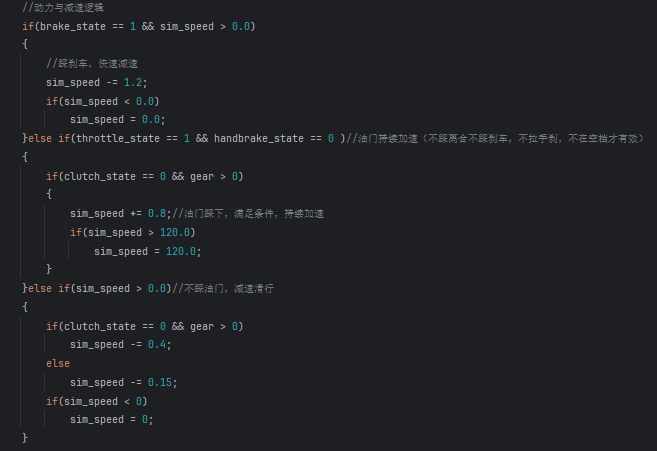 //动力与减速逻辑
if(brake_state == 1 && sim_speed > 0.0)
{
//踩刹车，快速减速
sim_speed -= 1.2;
if(sim_speed < 0.0)
sim_speed = 0.0;
}else if(throttle_state == 1 && handbrake_state == 0 )//油门持续加速（不踩离合不踩刹车，不拉手刹，不在空档才有效）
{
if(clutch_state == 0 && gear > 0)
{
sim_speed += 0.8;//油门踩下，满足条件，持续加速
if(sim_speed > 120.0)
sim_speed = 120.0;
}
}else if(sim_speed > 0.0)//不踩油门，减速滑行
{
if(clutch_state == 0 && gear > 0)
sim_speed -= 0.4;
else
sim_speed -= 0.15;
if(sim_speed < 0)
sim_speed = 0;
}